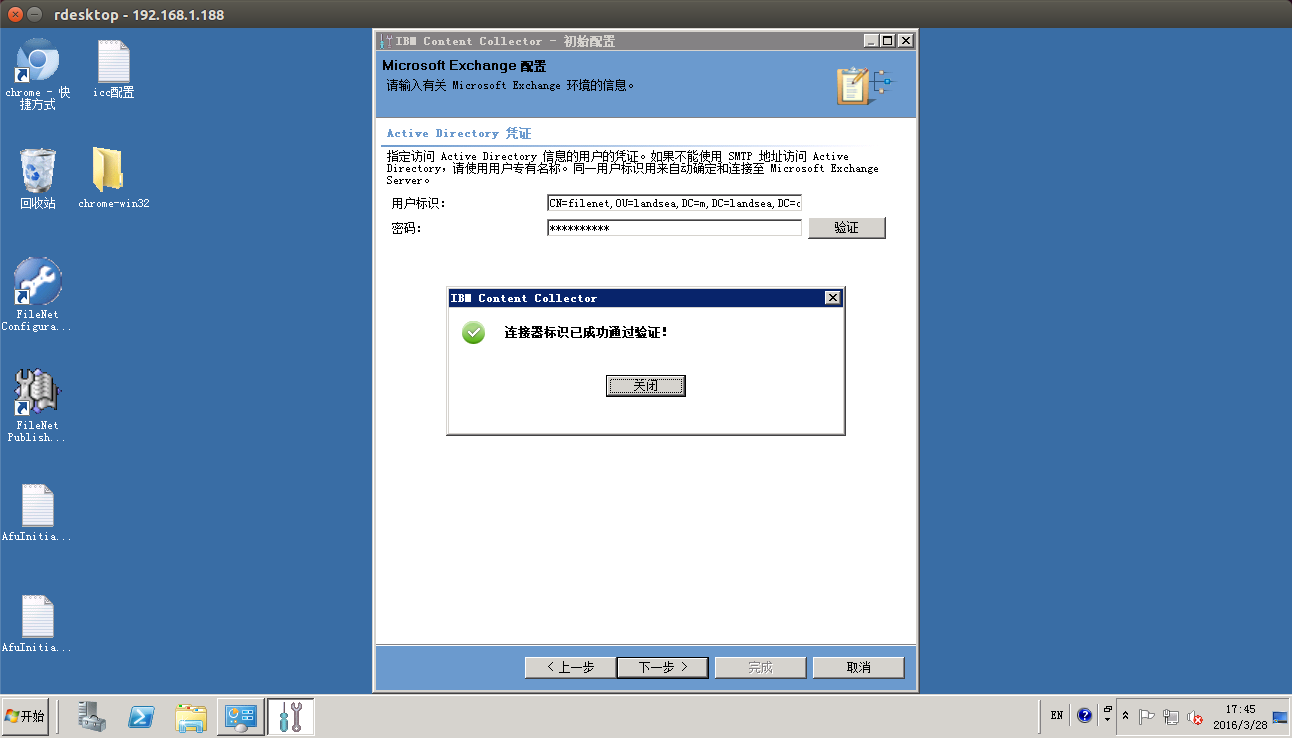 rdesktop - 192.168.1.188
chrome - 快
捷方式
icc配置
回收站
chrome-win32
FileNet
Configura...
FileNet
Publish...
AfuInitia...
AfuInitia...
IBM Content Collector - 初始配置
Microsoft Exchange 配置
请输入有关 Microsoft Exchange 环境的信息。
Active Directory 凭证
指定访问 Active Directory 信息的用户的凭证。如果不能使用 SMTP 地址访问 Active
Directory，请使用用户专有名称。同一用户标识用来自动确定和连接至 Microsoft Exchange
Server。
用户标识：
CN=filenet,OU=landsea,DC=m,DC=landsea,DC=c
密码：
**********
验证
IBM Content Collector
连接器标识已成功通过验证！
关闭
< 上一步
下一步 >
完成
取消
开始
EN
17:45
2016/3/28